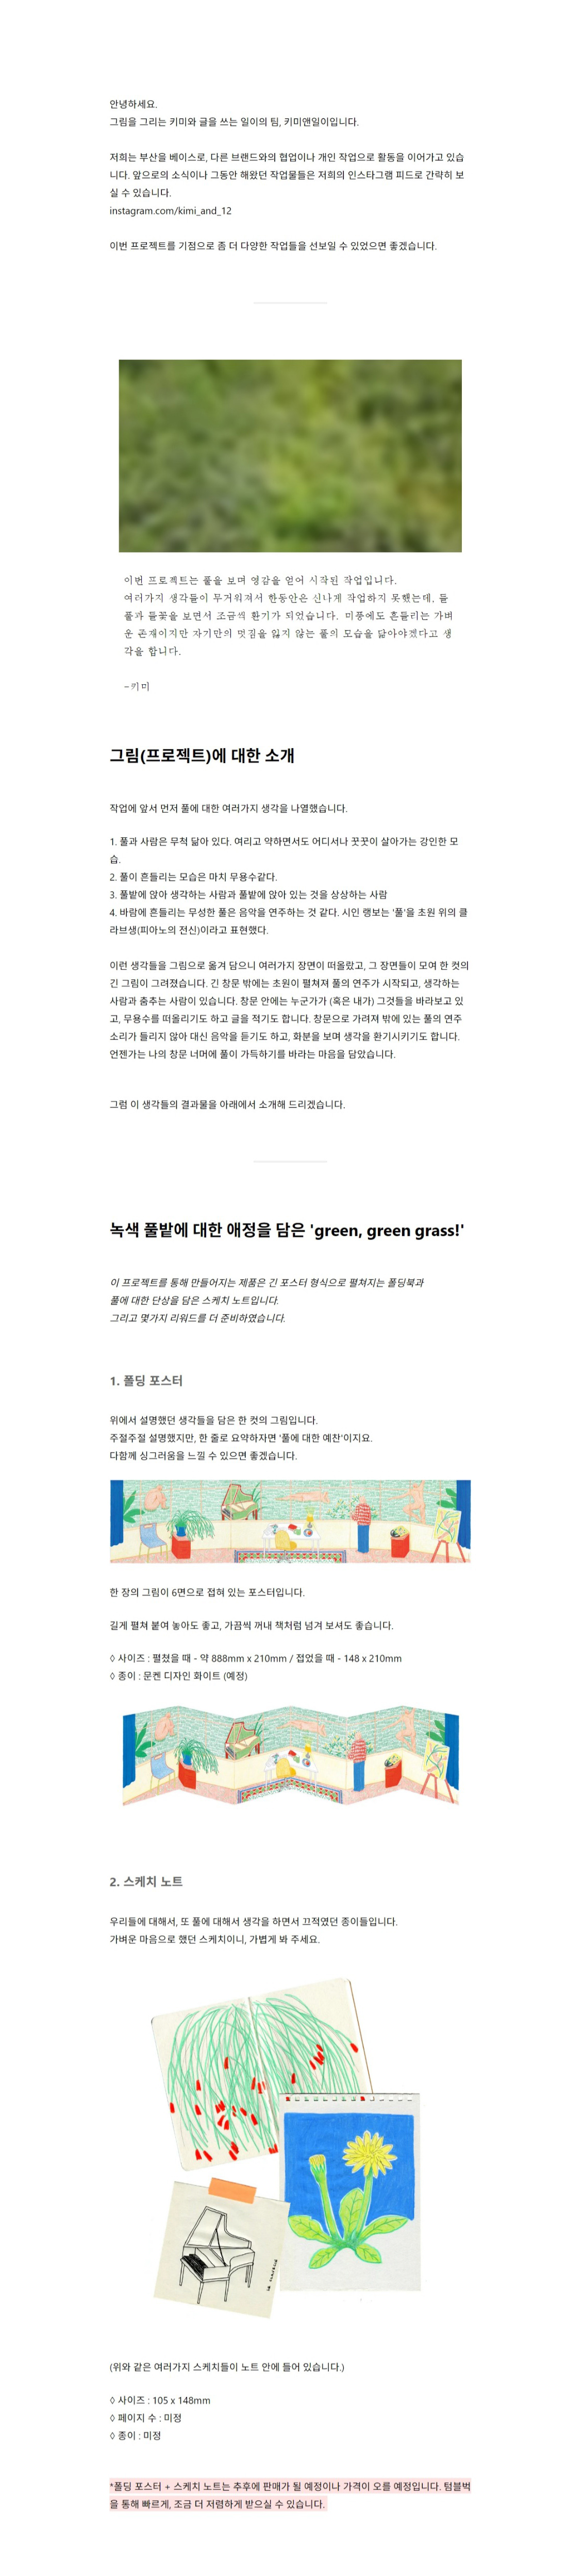 안녕하세요.
그림을 그리는 키미와 글을 쓰는 일이의 팀, 키미앤일이입니다.
저희는 부산을 베이스로, 다른 브랜드와의 협업이나 개인 작업으로 활동을 이어가고 있습
니다. 앞으로의 소식이나 그동안 해왔던 작업물들은 저희의 인스타그램 피드로 간략히 보
실 수 있습니다.
instagram.com/kimi_and_12
이번 프로젝트를 기점으로 좀 더 다양한 작업들을 선보일 수 있었으면 좋겠습니다.
이번 프로젝트는 풀을 보며 영감을 얻어 시작된 작업입니다.
여러가지 생각들이 무거워져서 한동안은 신나게 작업하지 못했는데, 들
풀과 들꽃을 보면서 조금씩 환기가 되었습니다. 미풍에도 흔들리는 가벼
운 존재이지만 자기만의 멋짐을 잃지 않는 풀의 모습을 닮아야겠다고 생
각을 합니다.
-키미
그림(프로젝트)에 대한 소개
작업에 앞서 먼저 풀에 대한 여러가지 생각을 나열했습니다.
1. 풀과 사람은 무척 닮아 있다. 여리고 약하면서도 어디서나 꿋꿋이 살아가는 강인한 모
습.
2. 풀이 흔들리는 모습은 마치 무용수같다.
3. 풀밭에 앉아 생각하는 사람과 풀밭에 앉아 있는 것을 상상하는 사람
4. 바람에 흔들리는 무성한 풀은 음악을 연주하는 것 같다. 시인 랭보는 '풀'을 초원 위의 클
라브생(피아노의 전신)이라고 표현했다.
이런 생각들을 그림으로 옮겨 담으니 여러가지 장면이 떠올랐고, 그 장면들이 모여 한 컷의
긴 그림이 그려졌습니다. 긴 창문 밖에는 초원이 펼쳐져 풀의 연주가 시작되고, 생각하는
사람과 춤추는 사람이 있습니다. 창문 안에는 누군가가 (혹은 내가) 그것들을 바라보고 있
고, 무용수를 떠올리기도 하고 글을 적기도 합니다. 창문으로 가려져 밖에 있는 풀의 연주
소리가 들리지 않아 대신 음악을 듣기도 하고, 화분을 보며 생각을 환기시키기도 합니다.
언젠가는 나의 창문 너머에 풀이 가득하기를 바라는 마음을 담았습니다.
그럼 이 생각들의 결과물을 아래에서 소개해 드리겠습니다.
녹색 풀밭에 대한 애정을 담은 'green, green grass!'
이 프로젝트를 통해 만들어지는 제품은 긴 포스터 형식으로 펼쳐지는 폴딩북과
풀에 대한 단상을 담은 스케치 노트입니다.
그리고 몇가지 리워드를 더 준비하였습니다.
1. 폴딩 포스터
위에서 설명했던 생각들을 담은 한 컷의 그림입니다.
주절주절 설명했지만, 한 줄로 요약하자면 '풀에 대한 예찬'이지요.
다함께 싱그러움을 느낄 수 있으면 좋겠습니다.
한 장의 그림이 6면으로 접혀 있는 포스터입니다.
길게 펼쳐 붙여 놓아도 좋고, 가끔씩 꺼내 책처럼 넘겨 보셔도 좋습니다.
◊ 사이즈 : 펼쳤을 때 - 약 888mm x 210mm / 접었을 때 - 148 x 210mm
◊ 종이 : 문켄 디자인 화이트 (예정)
2. 스케치 노트
우리들에 대해서, 또 풀에 대해서 생각을 하면서 끄적였던 종이들입니다.
가벼운 마음으로 했던 스케치이니, 가볍게 봐 주세요.
(위와 같은 여러가지 스케치들이 노트 안에 들어 있습니다.)
◊ 사이즈 : 105 x 148mm
◊ 페이지 수 : 미정
◊ 종이 : 미정
*폴딩 포스터 + 스케치 노트는 추후에 판매가 될 예정이나 가격이 오를 예정입니다. 텀블벅
을 통해 빠르게, 조금 더 저렴하게 받으실 수 있습니다.